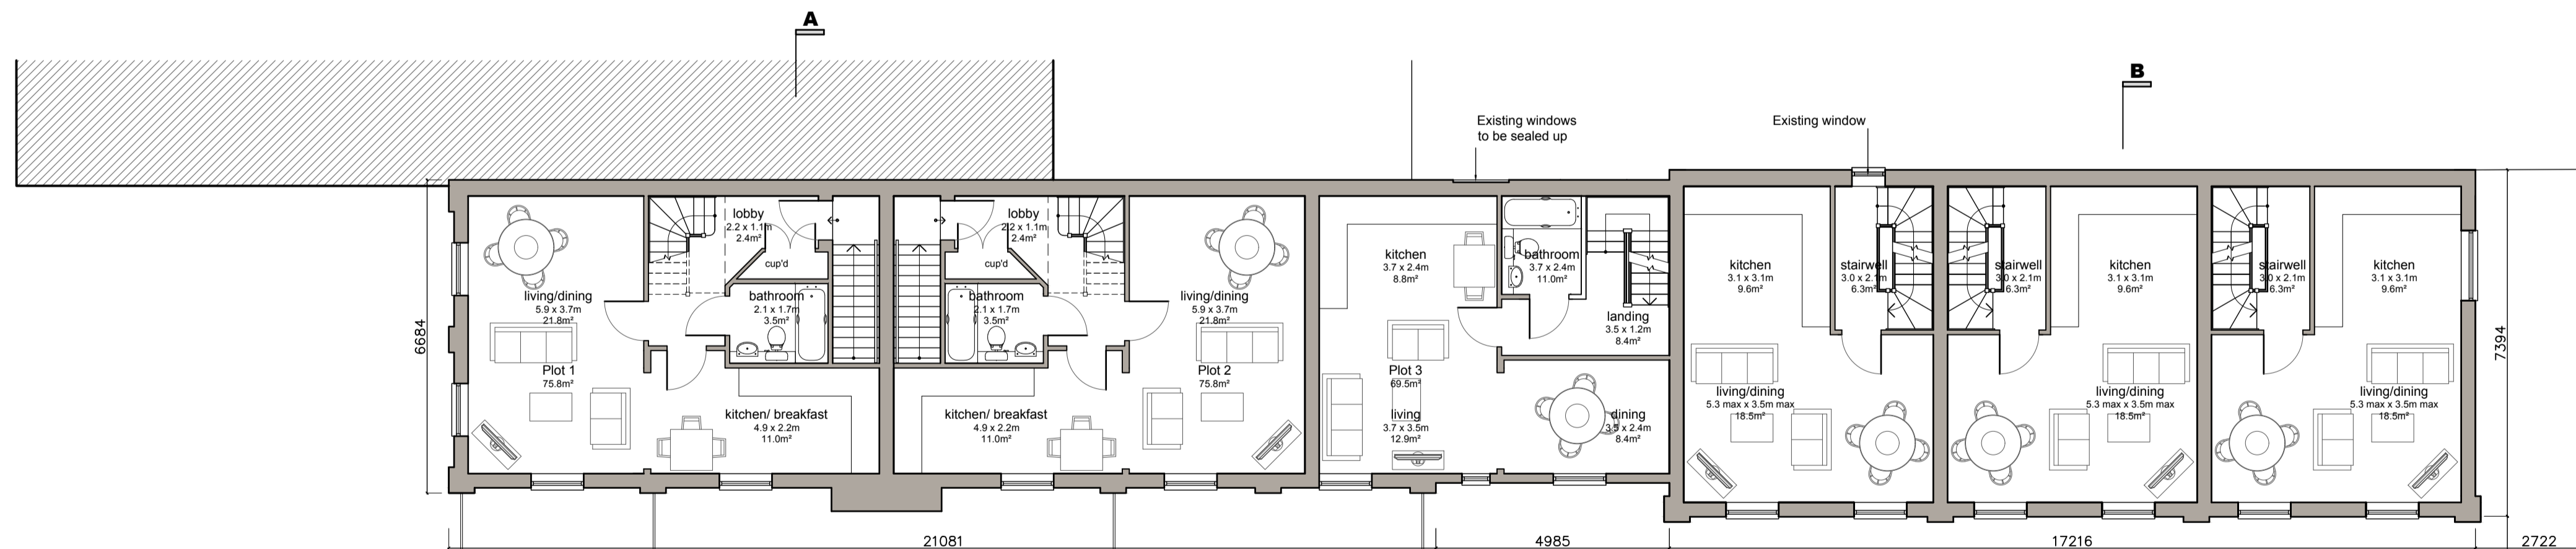 A
B
Existing windows
to be sealed up
Existing window
lobby
2.2 x 1.1m
2.4m²
cup'd
bathroom
2.1 x 1.7m
3.5m²
living/dining
5.9 x 3.7m
21.8m²
Plot 1
75.8m²
kitchen/ breakfast
4.9 x 2.2m
11.0m²
lobby
2.2 x 1.1m
2.4m²
cup'd
bathroom
2.1 x 1.7m
3.5m²
living/dining
5.9 x 3.7m
21.8m²
Plot 2
75.8m²
kitchen/ breakfast
4.9 x 2.2m
11.0m²
kitchen
3.7 x 2.4m
8.8m²
bathroom
3.7 x 2.4m
11.0m²
landing
3.5 x 1.2m
8.4m²
Plot 3
69.5m²
living
3.7 x 3.5m
12.9m²
dining
3.5 x 2.4m
8.4m²
kitchen
3.1 x 3.1m
9.6m²
stairwell
3.0 x 2.1m
6.3m²
living/dining
5.3 max x 3.5m max
18.5m²
stairwell
3.0 x 2.1m
6.3m²
kitchen
3.1 x 3.1m
9.6m²
living/dining
5.3 max x 3.5m max
18.5m²
stairwell
3.0 x 2.1m
6.3m²
kitchen
3.1 x 3.1m
9.6m²
living/dining
5.3 max x 3.5m max
18.5m²
6684
7394
21081
4985
17216
2722